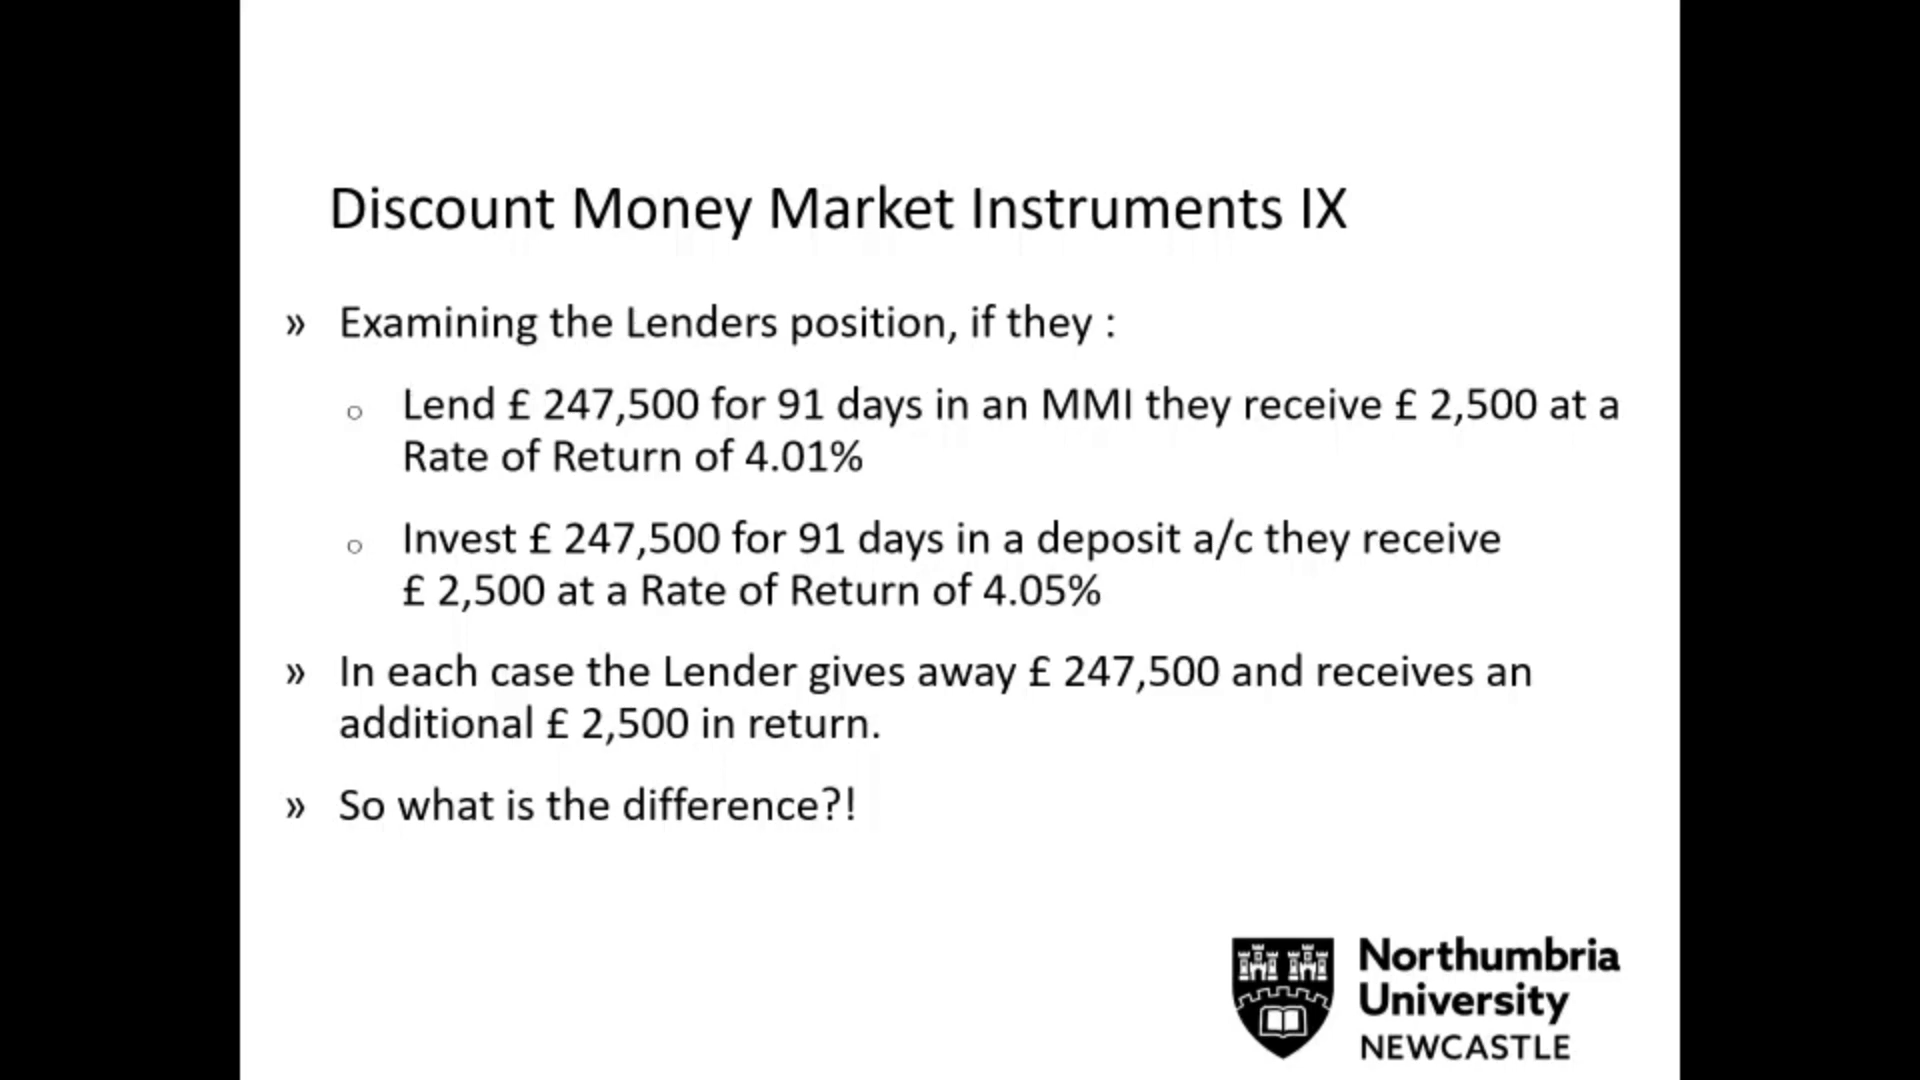 Discount Money Market Instruments IX
» Examining the Lenders position, if they :
○ Lend £ 247,500 for 91 days in an MMI they receive £ 2,500 at a
Rate of Return of 4.01%
○ Invest £ 247,500 for 91 days in a deposit a/c they receive
£ 2,500 at a Rate of Return of 4.05%
» In each case the Lender gives away £ 247,500 and receives an
additional £ 2,500 in return.
» So what is the difference?!
Northumbria
University
NEWCASTLE